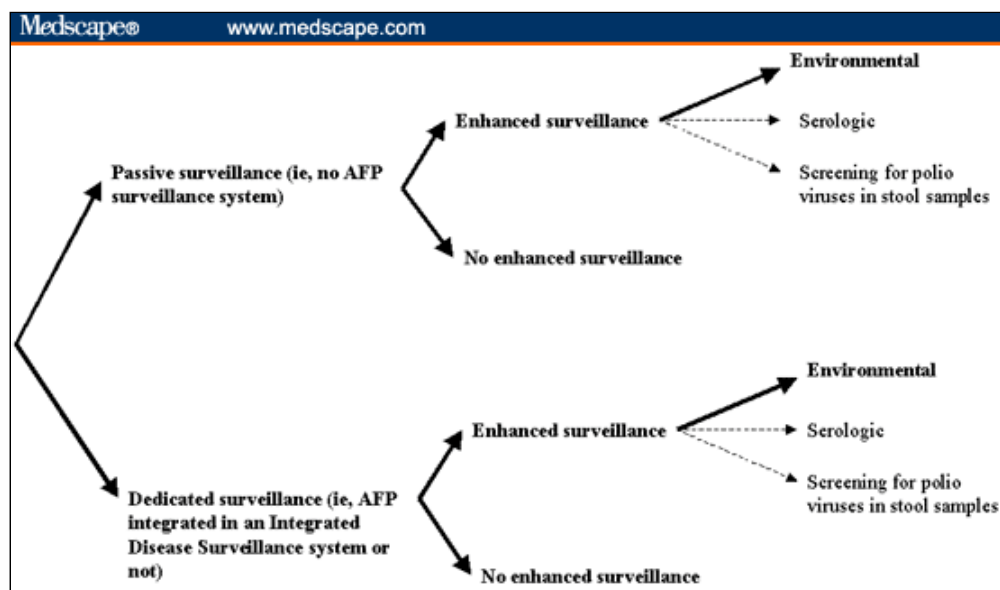 Medscape® www.medscape.com
Environmental
Enhanced surveillance
Serologic
Passive surveillance (ie, no AFP
surveillance system)
Screening for polio
viruses in stool samples
No enhanced surveillance
Environmental
Enhanced surveillance
Serologic
Screening for polio
viruses in stool samples
Dedicated surveillance (ie, AFP
integrated in an Integrated
Disease Surveillance system or
not)
No enhanced surveillance